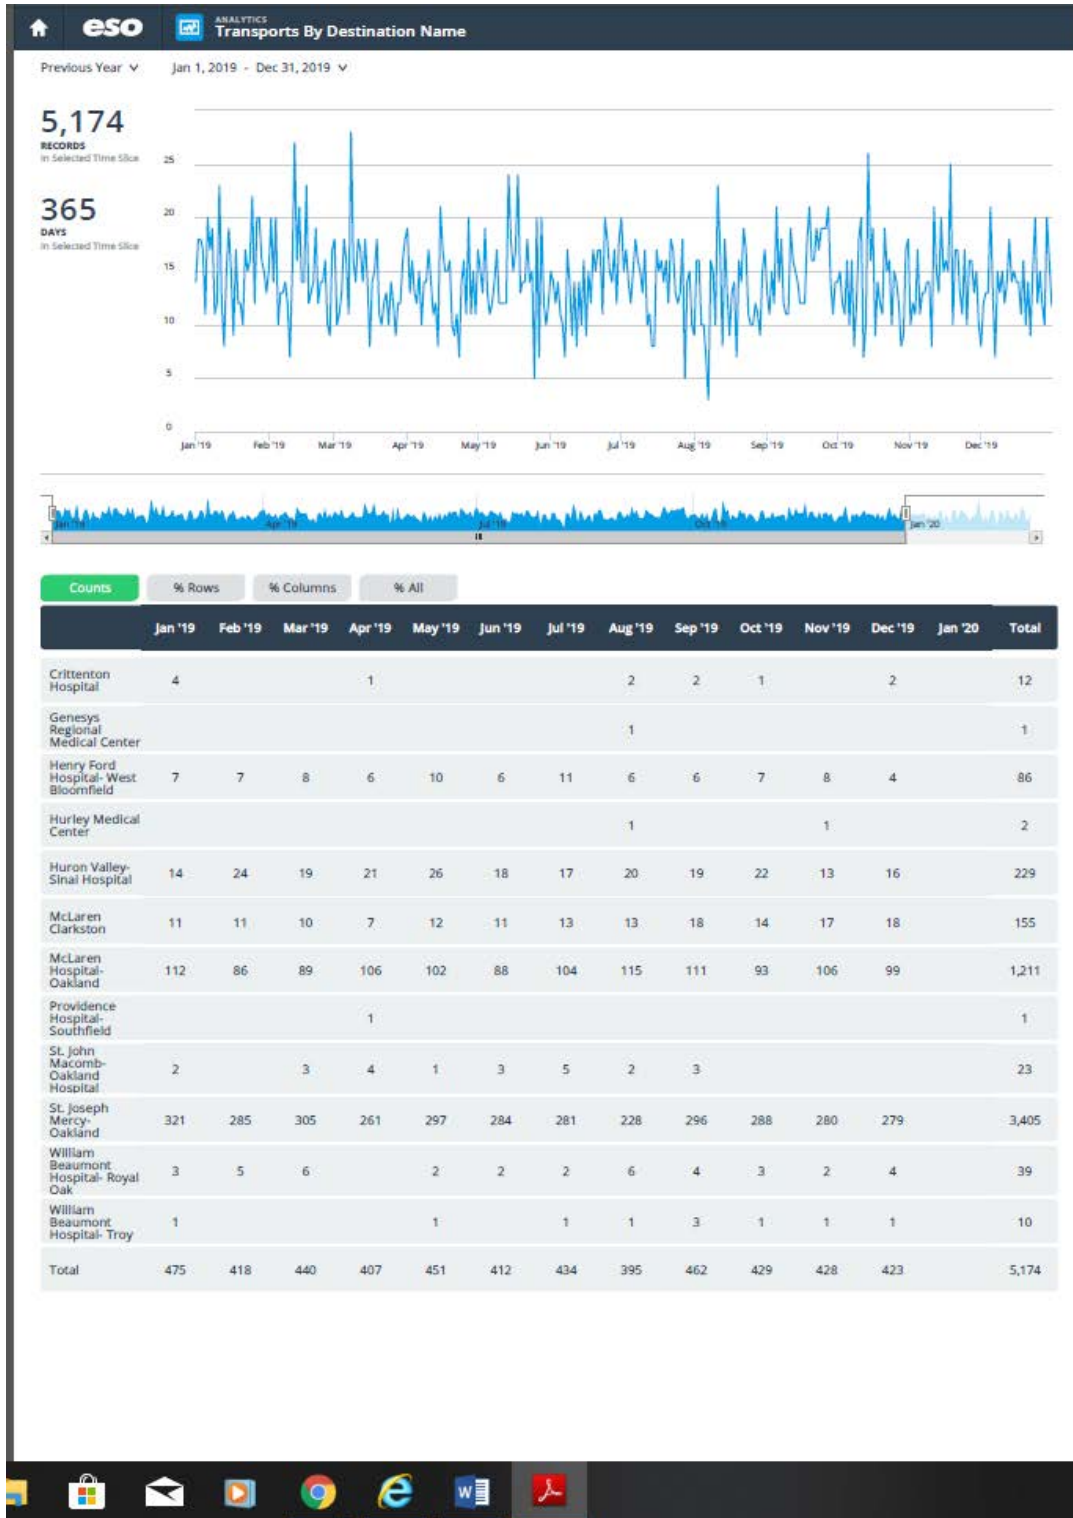 eso
ANALYTICS
Transports By Destination Name
Previous Year
Jan 1, 2019 - Dec 31, 2019
5,174
RECORDS
In Selected Time Slice
365
DAYS
In Selected Time Slice
25
20
15
10
5
0
Jan '19 Feb '19 Mar '19 Apr '19 May '19 Jun '19 Jul '19 Aug '19 Sep '19 Oct '19 Nov '19 Dec '19
Jan '19 Apr '19 Jul '19 Oct '19 Jan '20
Counts % Rows % Columns % All
Jan '19 Feb '19 Mar '19 Apr '19 May '19 Jun '19 Jul '19 Aug '19 Sep '19 Oct '19 Nov '19 Dec '19 Jan '20 Total
Crittenton
Hospital
4 1 2 2 1 2 12
Genesys
Regional
Medical Center
1 1
Henry Ford
Hospital- West
Bloomfield
7 7 8 6 10 6 11 6 6 7 8 4 86
Hurley Medical
Center
1 1 2
Huron Valley-
Sinai Hospital
14 24 19 21 26 18 17 20 19 22 13 16 229
McLaren
Clarkston
11 11 10 7 12 11 13 13 18 14 17 18 155
McLaren
Hospital-
Oakland
112 86 89 106 102 88 104 115 111 93 106 99 1,211
Providence
Hospital-
Southfield
1 1
St. John
Macomb-
Oakland
Hospital
2 3 4 1 3 5 2 3 23
St. Joseph
Mercy-
Oakland
321 285 305 261 297 284 281 228 296 288 280 279 3,405
William
Beaumont
Hospital- Royal
Oak
3 5 6 2 2 2 6 4 3 2 4 39
William
Beaumont
Hospital- Troy
1 1 1 1 3 1 1 1 10
Total 475 418 440 407 451 412 434 395 462 429 428 423 5,174